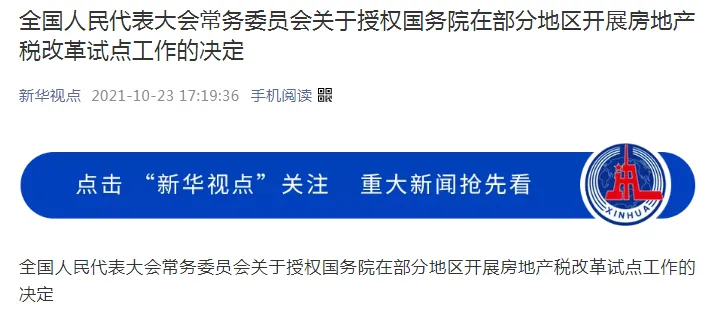 全国人民代表大会常务委员会关于授权国务院在部分地区开展房地产
税改革试点工作的决定
新华视点 2021-10-23 17:19:36 手机阅读
点击 “新华视点”关注 重大新闻抢先看
XINHUA
全国人民代表大会常务委员会关于授权国务院在部分地区开展房地产税改革试点工作的
决定